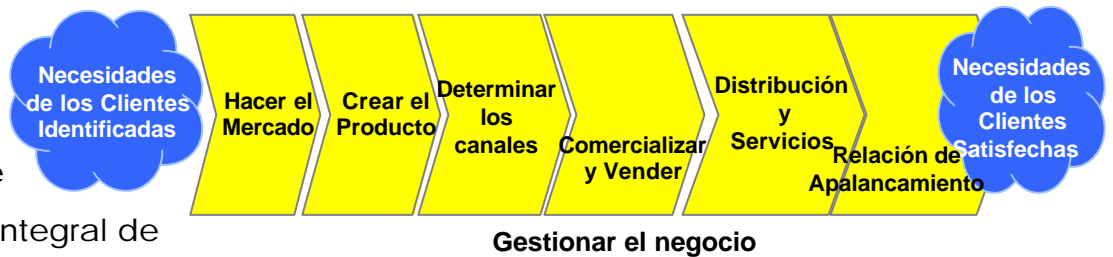 Necesidades
de los Clientes
Identificadas
Hacer el
Mercado
Crear el
Producto
Determinar
los
canales
Comercializar
y Vender
Distribución
y
Servicios
Relación de
Apalancamiento
Necesidades
de los
Clientes
Satisfechas
e
ntegral de
Gestionar el negocio